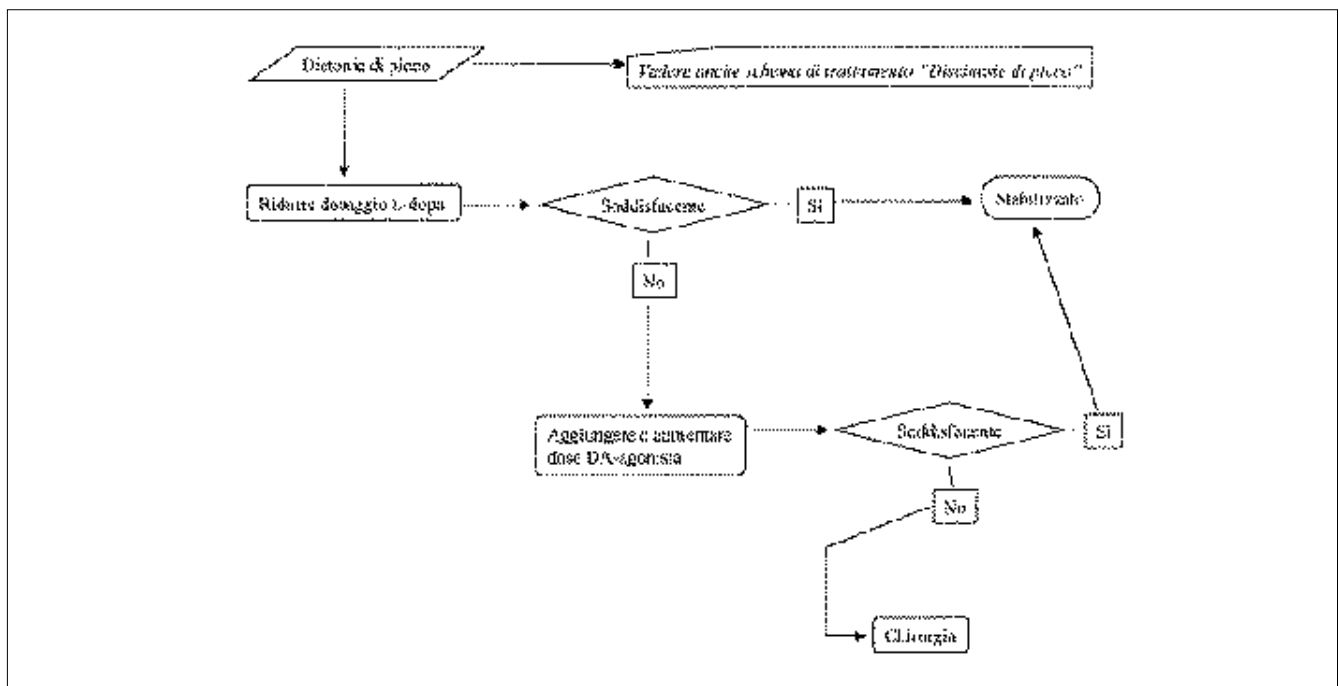 Distonia di picco
Vedere anche schema di trattamento "Discinesie di picco"
Ridurre dosaggio L-dopa
Soddisfacente
Sì
Stabilizzato
No
Aggiungere o aumentare
dose DA-agonista
Soddisfacente
Sì
No
Chirurgia